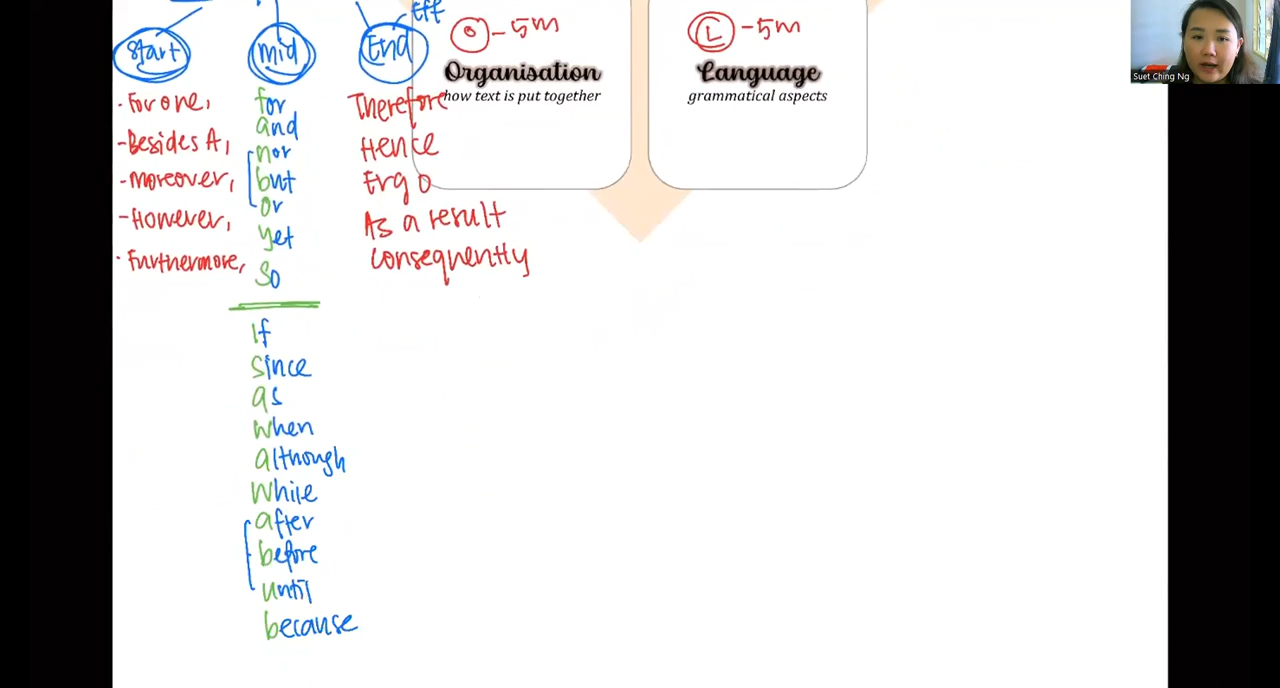 Eff
Start
mid
End
O - 5m
L - 5m
Organisation
how text is put together
Language
grammatical aspects
Suet Ching Ng
· For one,
- Besides A,
- Moreover,
- However,
· Furthermore,
for
and
nor
but
or
yet
so
If
since
as
when
although
while
after
before
until
because
Therefore
Hence
Ergo
As a result
consequently